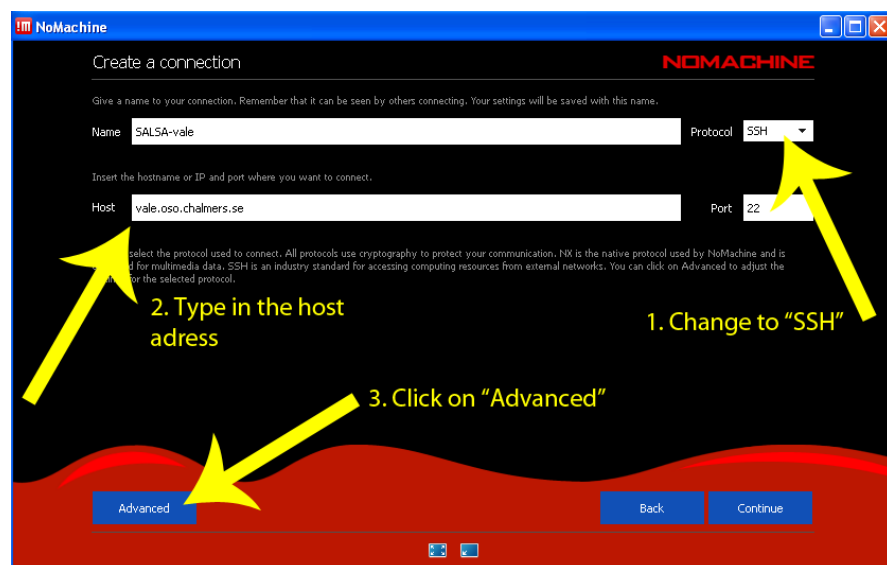 !M NoMachine
Create a connection
NOMACHINE
Give a name to your connection. Remember that it can be seen by others connecting. Your settings will be saved with this name.
Name SALSA-vale Protocol SSH
Insert the hostname or IP and port where you want to connect.
Host vale.oso.chalmers.se Port 22
select the protocol used to connect. All protocols use cryptography to protect your communication. NX is the native protocol used by NoMachine and is
for multimedia data. SSH is an industry standard for accessing computing resources from external networks. You can click on Advanced to adjust the
for the selected protocol.
2. Type in the host
adress
1. Change to “SSH”
3. Click on “Advanced”
Advanced Back Continue